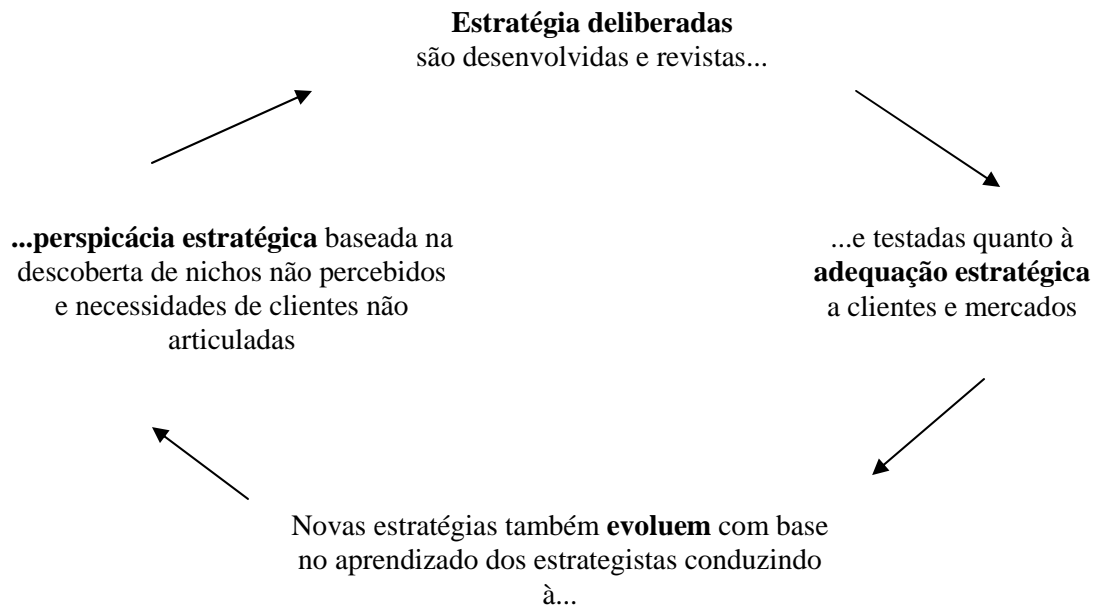 Estratégia deliberadas
são desenvolvidas e revistas...
...e testadas quanto à
adequação estratégica
a clientes e mercados
Novas estratégias também evoluem com base
no aprendizado dos estrategistas conduzindo
à...
...perspicácia estratégica baseada na
descoberta de nichos não percebidos
e necessidades de clientes não
articuladas